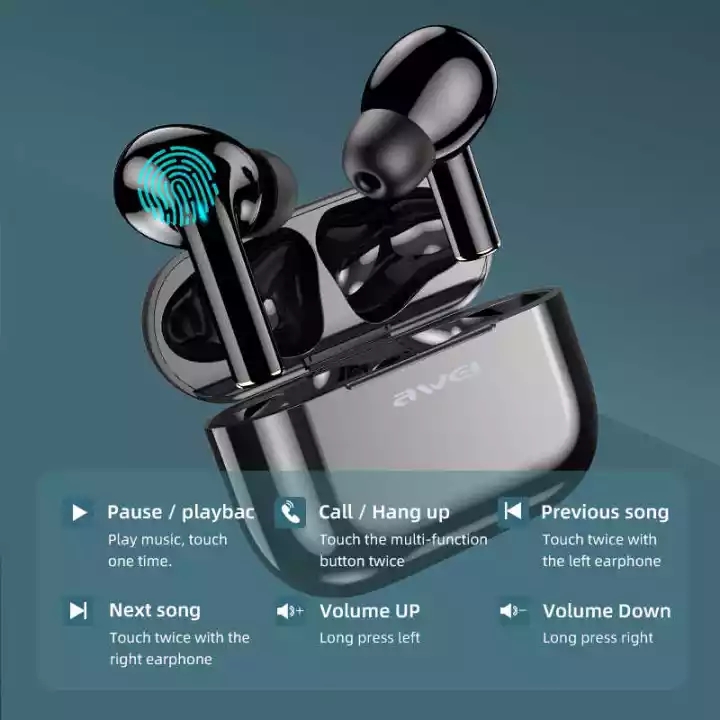 awei
Pause / playbac
Play music, touch
one time.
Call / Hang up
Touch the multi-function
button twice
Previous song
Touch twice with
the left earphone
Next song
Touch twice with the
right earphone
Volume UP
Long press left
Volume Down
Long press right